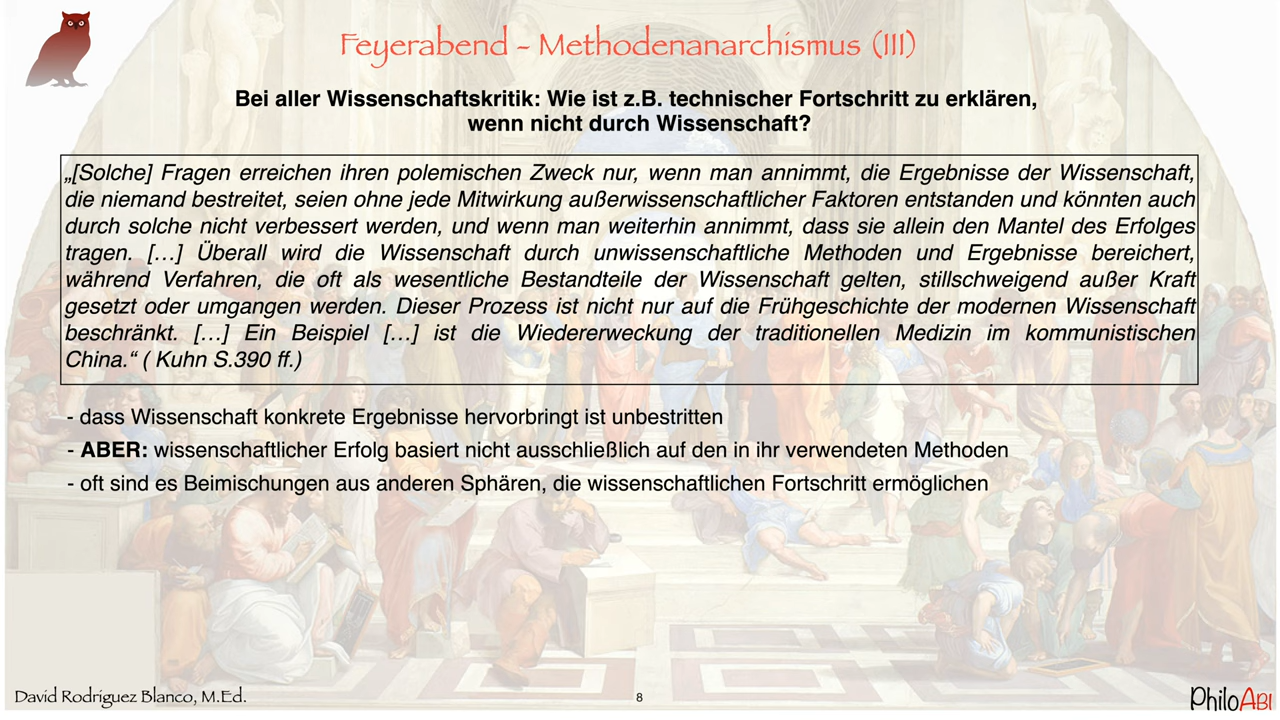 Feyerabend - Methodenanarchismus (III)
Bei aller Wissenschaftskritik: Wie ist z.B. technischer Fortschritt zu erklären,
wenn nicht durch Wissenschaft?
„[Solche] Fragen erreichen ihren polemischen Zweck nur, wenn man annimmt, die Ergebnisse der Wissenschaft,
die niemand bestreitet, seien ohne jede Mitwirkung außerwissenschaftlicher Faktoren entstanden und könnten auch
durch solche nicht verbessert werden, und wenn man weiterhin annimmt, dass sie allein den Mantel des Erfolges
tragen. […] Überall wird die Wissenschaft durch unwissenschaftliche Methoden und Ergebnisse bereichert,
während Verfahren, die oft als wesentliche Bestandteile der Wissenschaft gelten, stillschweigend außer Kraft
gesetzt oder umgangen werden. Dieser Prozess ist nicht nur auf die Frühgeschichte der modernen Wissenschaft
beschränkt. […] Ein Beispiel […] ist die Wiedererweckung der traditionellen Medizin im kommunistischen
China.“ ( Kuhn S.390 ff.)
- dass Wissenschaft konkrete Ergebnisse hervorbringt ist unbestritten
- ABER: wissenschaftlicher Erfolg basiert nicht ausschließlich auf den in ihr verwendeten Methoden
- oft sind es Beimischungen aus anderen Sphären, die wissenschaftlichen Fortschritt ermöglichen
David Rodriguez Blanco, M.Ed.
8
PhiloABI